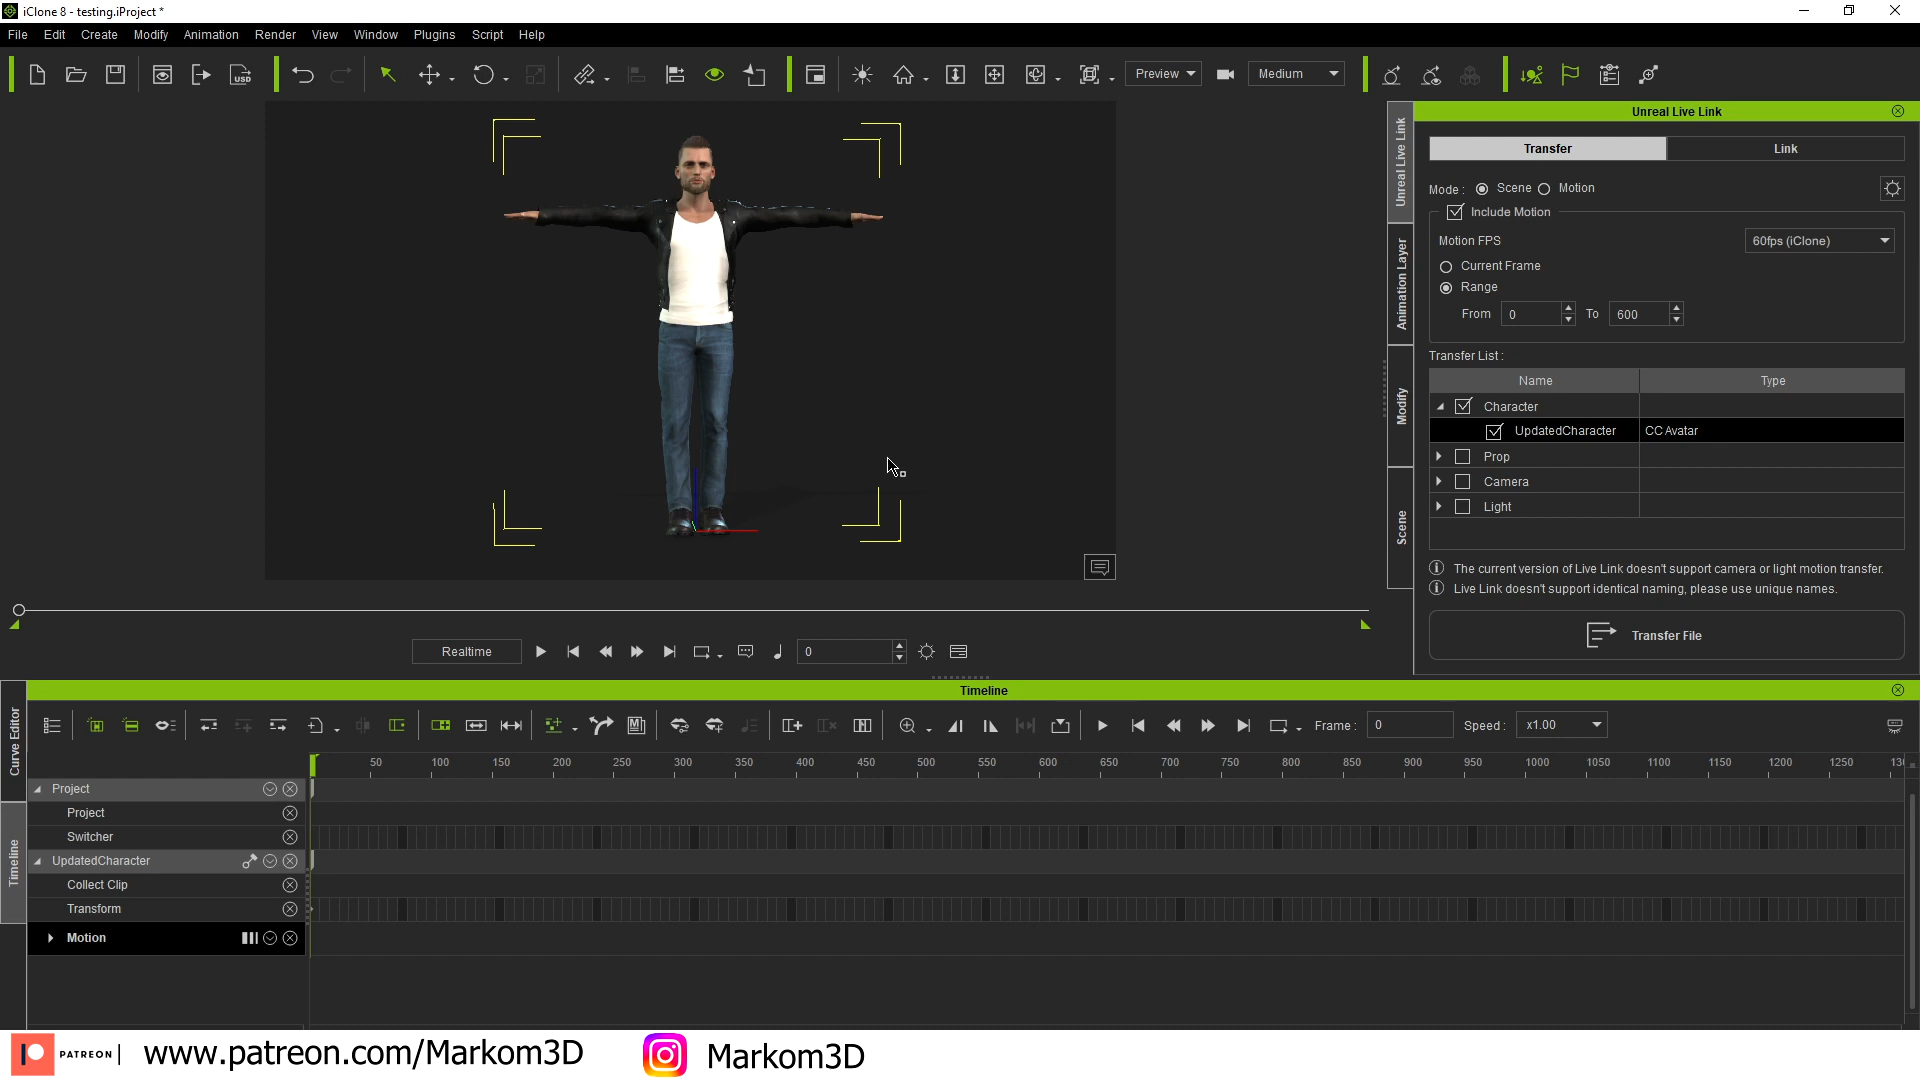 iClone 8 - testing.iProject *
File Edit Create Modify Animation Render View Window Plugins Script Help
USD Preview Medium
Unreal Live Link
Unreal Live Link
Animation Layer
Modify
Scene
Transfer Link
Mode : Scene Motion
Include Motion
Motion FPS 60fps (iClone)
Current Frame
Range
From 0 To 600
Transfer List :
Name Type
Character
UpdatedCharacter CC Avatar
Prop
Camera
Light
The current version of Live Link doesn't support camera or light motion transfer.
Live Link doesn't support identical naming, please use unique names.
Transfer File
Realtime 0
Timeline
Curve Editor
Timeline
Frame : 0 Speed : x1.00
50 100 150 200 250 300 350 400 450 500 550 600 650 700 750 800 850 900 950 1000 1050 1100 1150 1200 1250 130
Project
Project
Switcher
UpdatedCharacter
Collect Clip
Transform
Motion
PATREON | www.patreon.com/Markom3D Markom3D